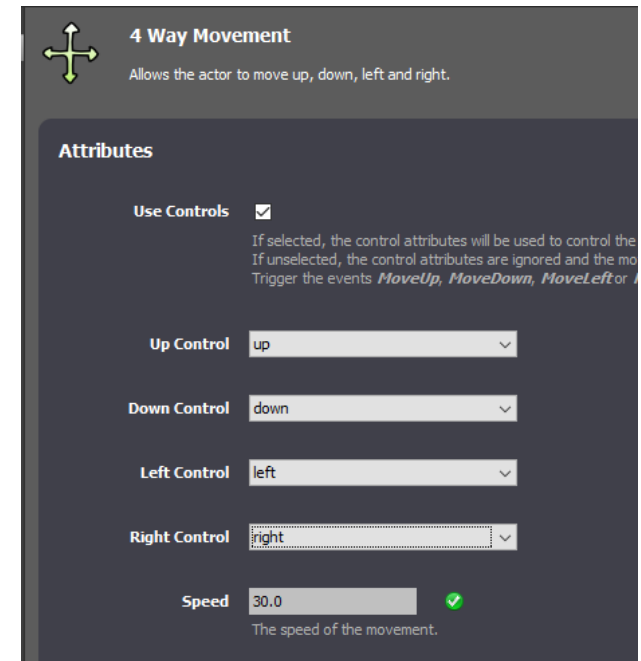 4 Way Movement
Allows the actor to move up, down, left and right.
Attributes
Use Controls
If selected, the control attributes will be used to control the
If unselected, the control attributes are ignored and the mo
Trigger the events MoveUp, MoveDown, MoveLeft or
Up Control up
Down Control down
Left Control left
Right Control right
Speed 30.0
The speed of the movement.